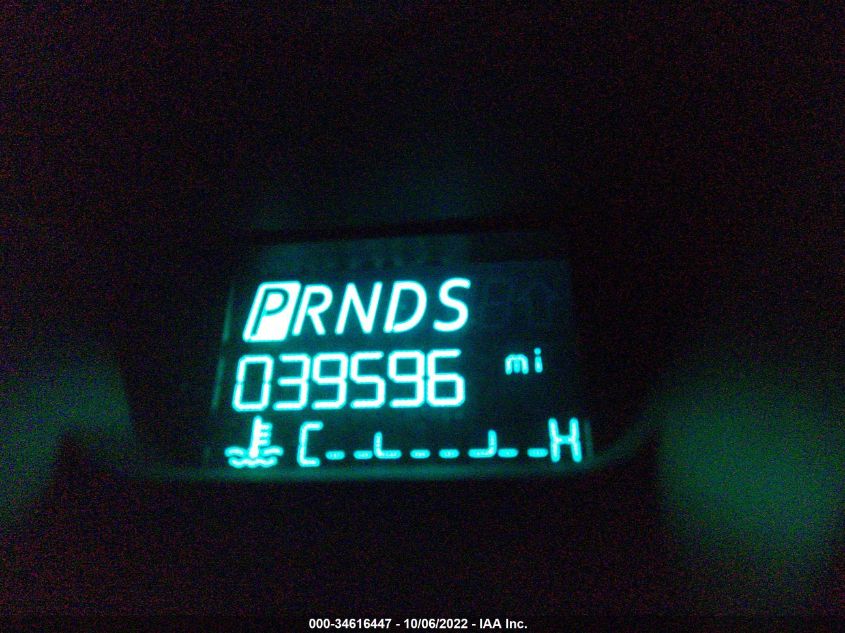 PRNDS
039596 mi
C H
000-34616447 - 10/06/2022 - IAA Inc.